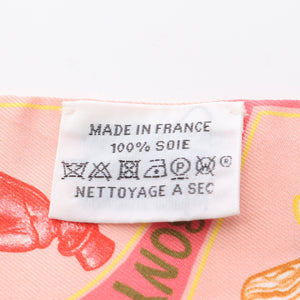 MADE IN FRANCE
100% SOIE
P W ®
NETTOYAGE A SEC